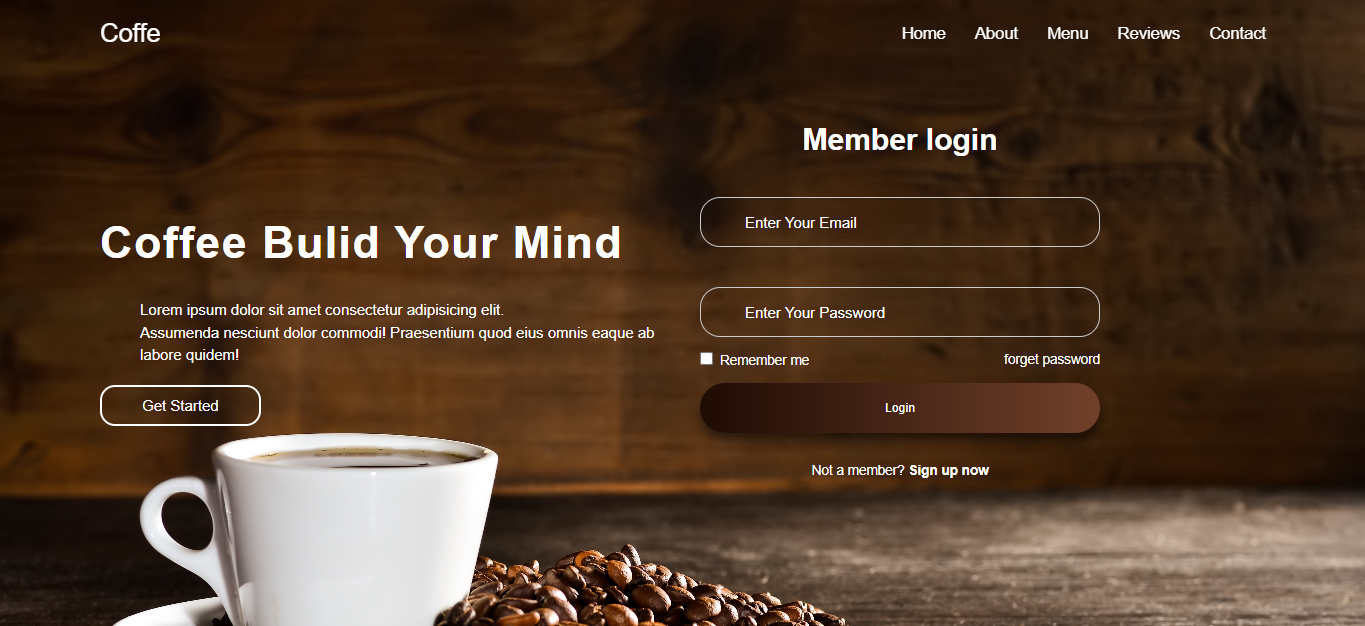 Coffe
Home About Menu Reviews Contact
Member login
Enter Your Email
Coffee Bulid Your Mind
Enter Your Password
Lorem ipsum dolor sit amet consectetur adipisicing elit.
Assumenda nesciunt dolor commodi! Praesentium quod eius omnis eaque ab
labore quidem!
Remember me
forget password
Get Started
Login
Not a member? Sign up now